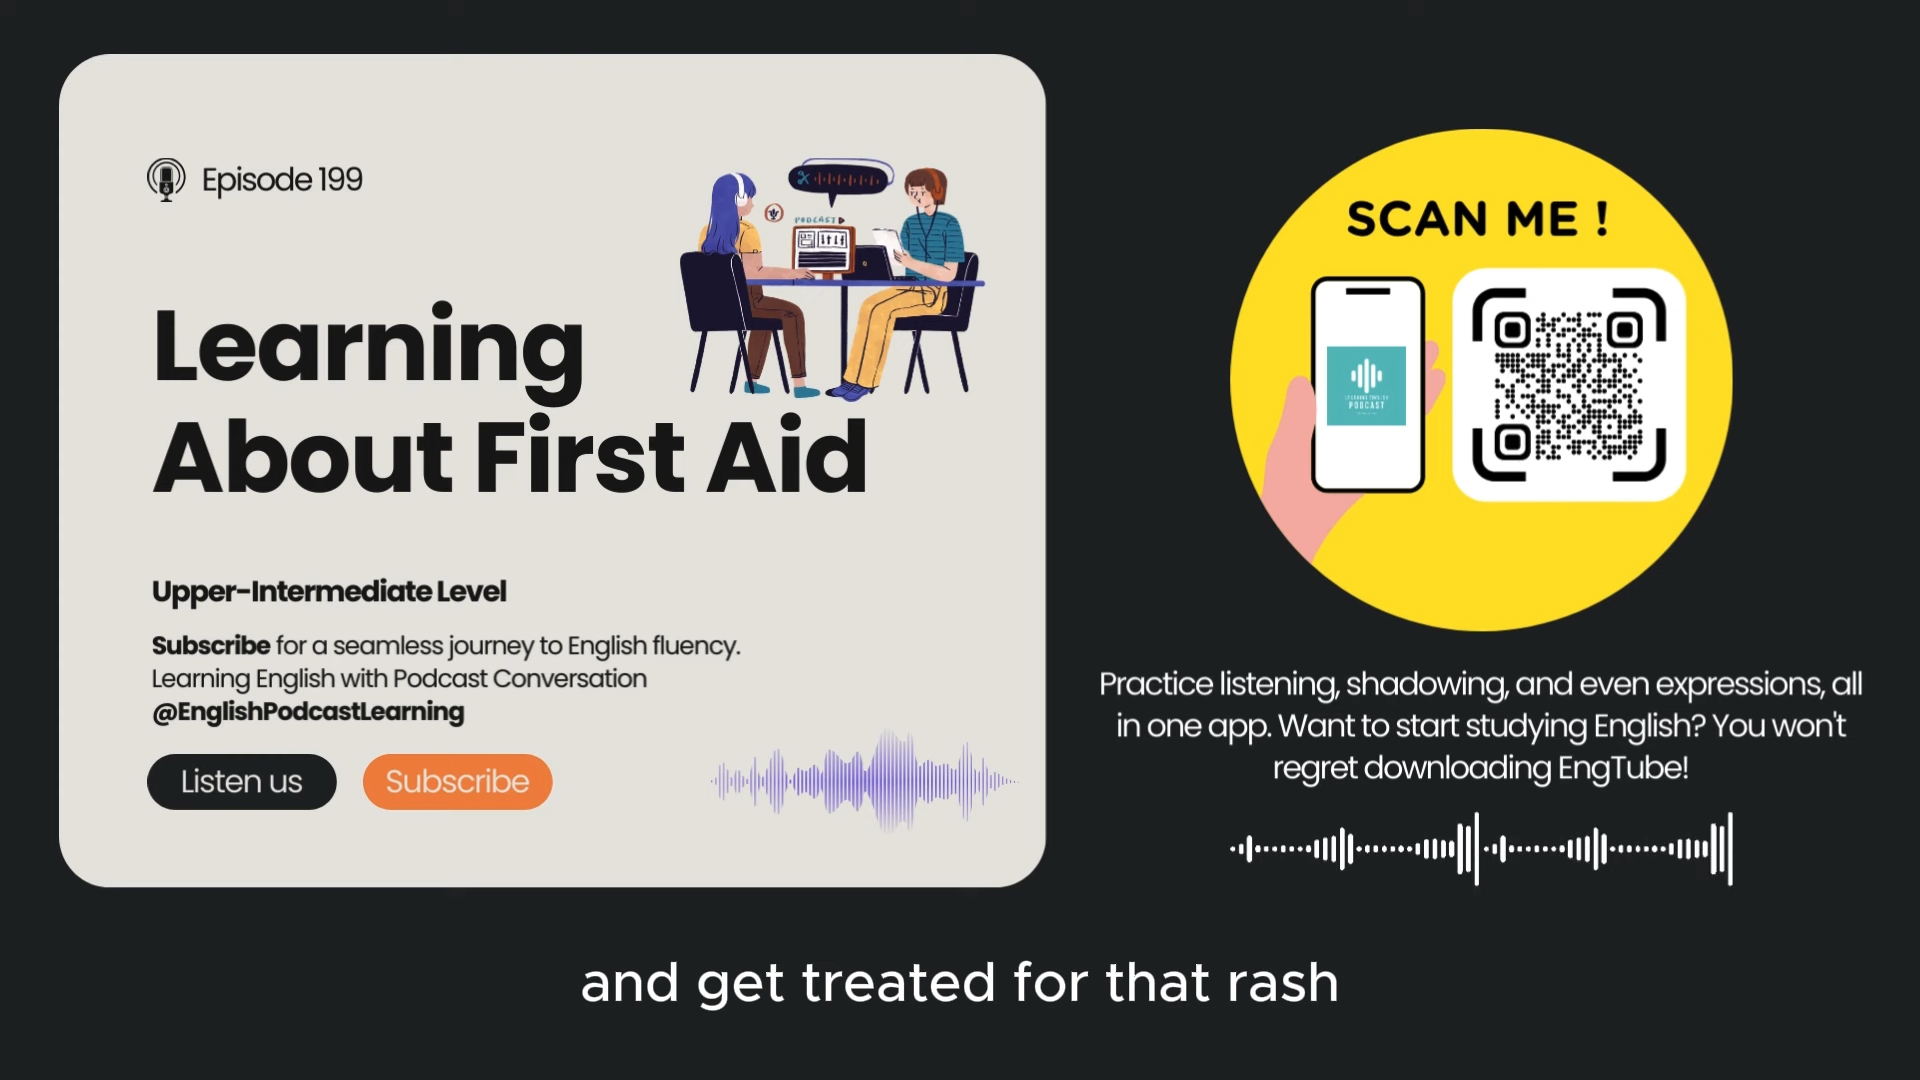 Episode 199
PODCAST
Learning
About First Aid
Upper-Intermediate Level
Subscribe for a seamless journey to English fluency.
Learning English with Podcast Conversation
@EnglishPodcastLearning
Listen us
Subscribe
SCAN ME !
PODCAST
Practice listening, shadowing, and even expressions, all
in one app. Want to start studying English? You won't
regret downloading EngTube!
and get treated for that rash